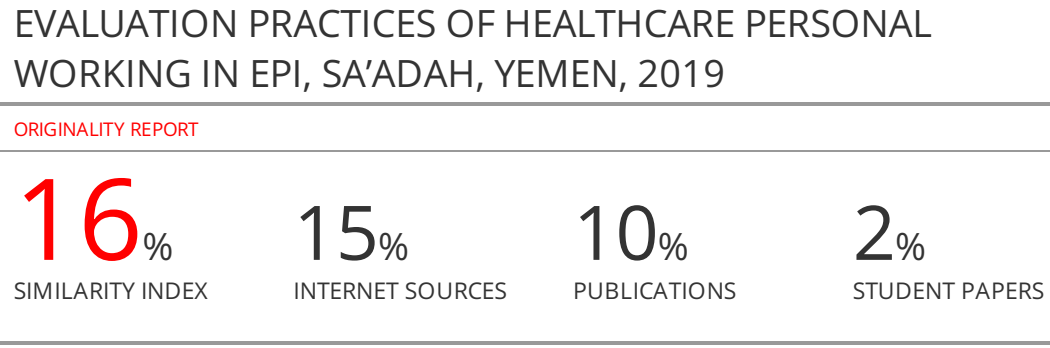 EVALUATION PRACTICES OF HEALTHCARE PERSONAL
WORKING IN EPI, SA’ADAH, YEMEN, 2019
ORIGINALITY REPORT
16% 15% 10% 2%
SIMILARITY INDEX INTERNET SOURCES PUBLICATIONS STUDENT PAPERS